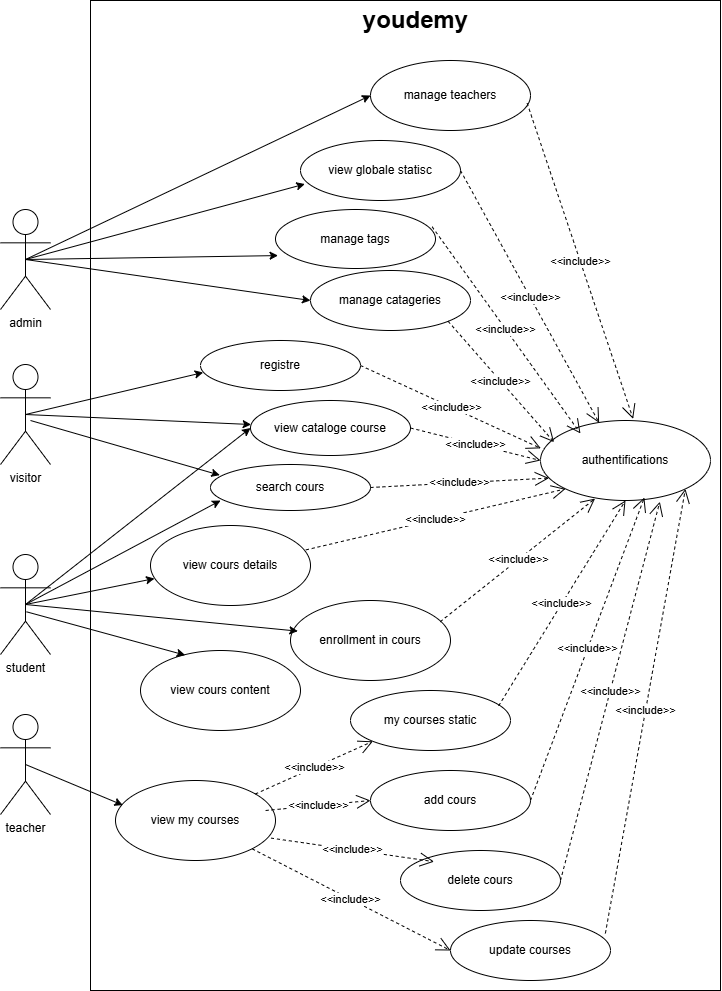 youdemy
manage teachers
view globale statisc
manage tags
<<include>>
<<include>>
admin
manage catageries
<<include>>
registre
<<include>>
<<include>>
view cataloge course
<<include>>
authentifications
visitor
search cours
<<include>>
<<include>>
view cours details
<<include>>
<<include>>
enrollment in cours
<<include>>
student
view cours content
<<include>>
<<include>>
my courses static
<<include>>
<<include>>
add cours
view my courses
teacher
<<include>>
delete cours
<<include>>
update courses